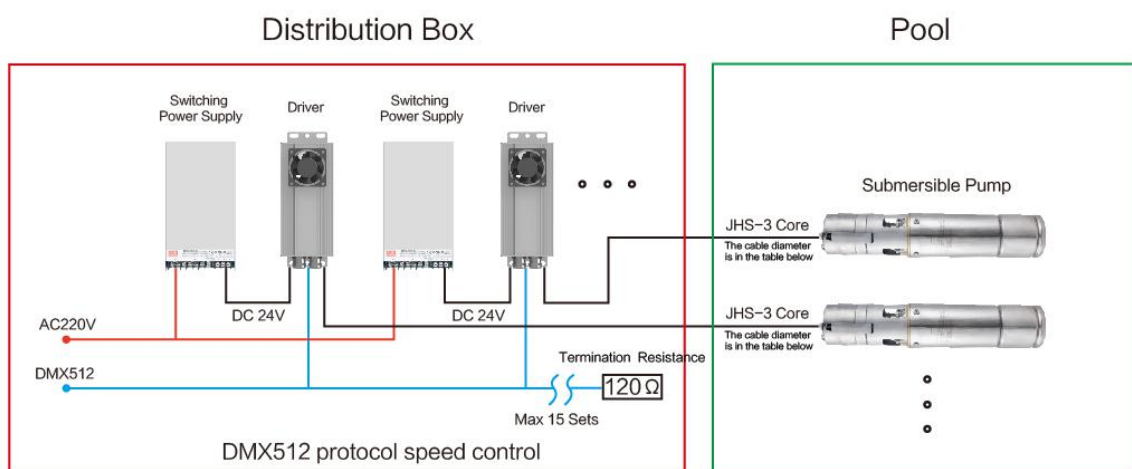 Distribution Box
Pool
Switching
Power Supply
Driver
Switching
Power Supply
Driver
Submersible Pump
JHS-3 Core
The cable diameter
is in the table below
DC 24V
DC 24V
AC220V
JHS-3 Core
The cable diameter
is in the table below
Termination Resistance
DMX512
120Ω
Max 15 Sets
DMX512 protocol speed control